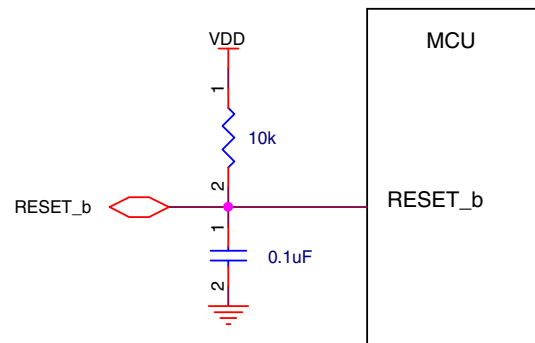 VDD
MCU
1
10k
2
RESET_b
RESET_b
1
0.1uF
2